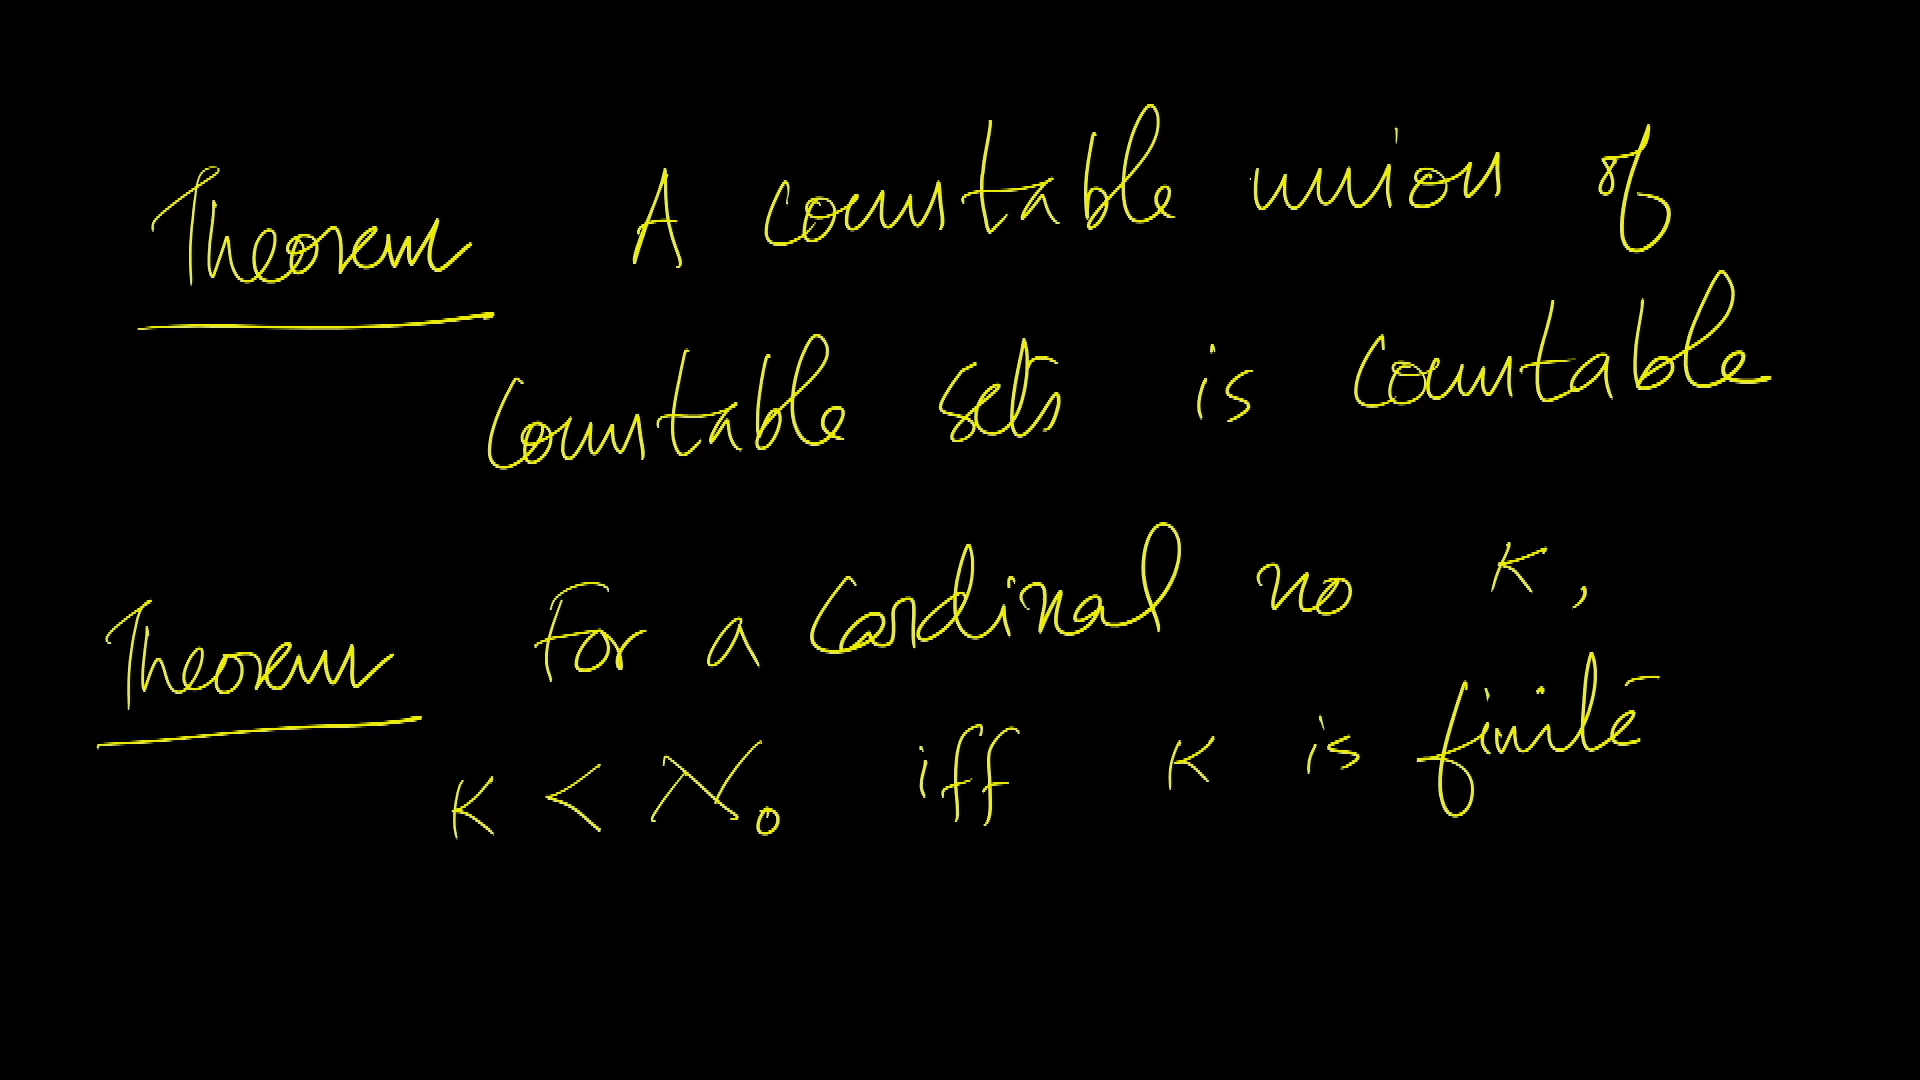 Theorem A countable union of
countable sets is countable
Theorem For a cardinal no κ,
κ < ℵ₀ iff κ is finite